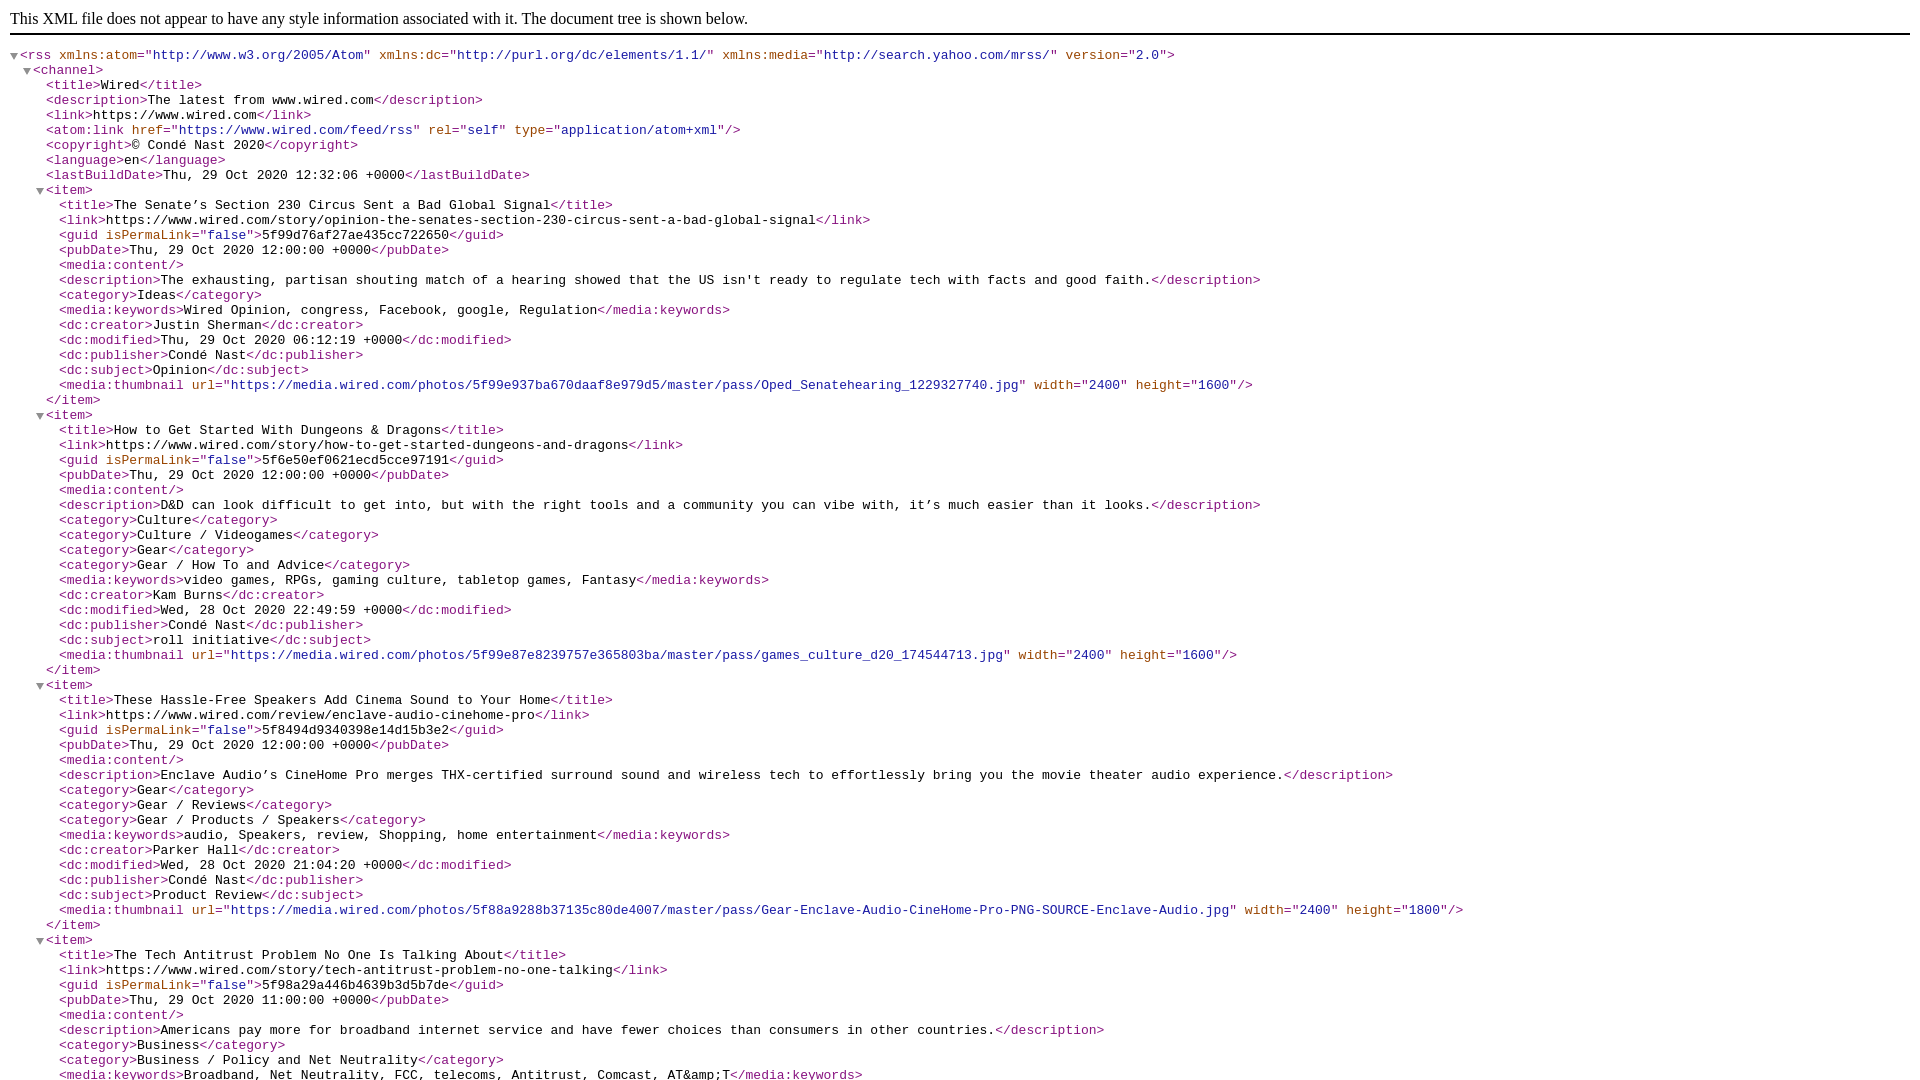 This XML file does not appear to have any style information associated with it. The document tree is shown below.
<rss xmlns:atom="http://www.w3.org/2005/Atom" xmlns:dc="http://purl.org/dc/elements/1.1/" xmlns:media="http://search.yahoo.com/mrss/" version="2.0">
<channel>
<title>Wired</title>
<description>The latest from www.wired.com</description>
<link>https://www.wired.com</link>
<atom:link href="https://www.wired.com/feed/rss" rel="self" type="application/atom+xml"/>
<copyright>© Condé Nast 2020</copyright>
<language>en</language>
<lastBuildDate>Thu, 29 Oct 2020 12:32:06 +0000</lastBuildDate>
<item>
<title>The Senate’s Section 230 Circus Sent a Bad Global Signal</title>
<link>https://www.wired.com/story/opinion-the-senates-section-230-circus-sent-a-bad-global-signal</link>
<guid isPermaLink="false">5f99d76af27ae435cc722650</guid>
<pubDate>Thu, 29 Oct 2020 12:00:00 +0000</pubDate>
<media:content/>
<description>The exhausting, partisan shouting match of a hearing showed that the US isn't ready to regulate tech with facts and good faith.</description>
<category>Ideas</category>
<media:keywords>Wired Opinion, congress, Facebook, google, Regulation</media:keywords>
<dc:creator>Justin Sherman</dc:creator>
<dc:modified>Thu, 29 Oct 2020 06:12:19 +0000</dc:modified>
<dc:publisher>Condé Nast</dc:publisher>
<dc:subject>Opinion</dc:subject>
<media:thumbnail url="https://media.wired.com/photos/5f99e937ba670daaf8e979d5/master/pass/Oped_Senatehearing_1229327740.jpg" width="2400" height="1600"/>
</item>
<item>
<title>How to Get Started With Dungeons & Dragons</title>
<link>https://www.wired.com/story/how-to-get-started-dungeons-and-dragons</link>
<guid isPermaLink="false">5f6e50ef0621ecd5cce97191</guid>
<pubDate>Thu, 29 Oct 2020 12:00:00 +0000</pubDate>
<media:content/>
<description>D&D can look difficult to get into, but with the right tools and a community you can vibe with, it’s much easier than it looks.</description>
<category>Culture</category>
<category>Culture / Videogames</category>
<category>Gear</category>
<category>Gear / How To and Advice</category>
<media:keywords>video games, RPGs, gaming culture, tabletop games, Fantasy</media:keywords>
<dc:creator>Kam Burns</dc:creator>
<dc:modified>Wed, 28 Oct 2020 22:49:59 +0000</dc:modified>
<dc:publisher>Condé Nast</dc:publisher>
<dc:subject>roll initiative</dc:subject>
<media:thumbnail url="https://media.wired.com/photos/5f99e87e8239757e365803ba/master/pass/games_culture_d20_174544713.jpg" width="2400" height="1600"/>
</item>
<item>
<title>These Hassle-Free Speakers Add Cinema Sound to Your Home</title>
<link>https://www.wired.com/review/enclave-audio-cinehome-pro</link>
<guid isPermaLink="false">5f8494d9340398e14d15b3e2</guid>
<pubDate>Thu, 29 Oct 2020 12:00:00 +0000</pubDate>
<media:content/>
<description>Enclave Audio’s CineHome Pro merges THX-certified surround sound and wireless tech to effortlessly bring you the movie theater audio experience.</description>
<category>Gear</category>
<category>Gear / Reviews</category>
<category>Gear / Products / Speakers</category>
<media:keywords>audio, Speakers, review, Shopping, home entertainment</media:keywords>
<dc:creator>Parker Hall</dc:creator>
<dc:modified>Wed, 28 Oct 2020 21:04:20 +0000</dc:modified>
<dc:publisher>Condé Nast</dc:publisher>
<dc:subject>Product Review</dc:subject>
<media:thumbnail url="https://media.wired.com/photos/5f88a9288b37135c80de4007/master/pass/Gear-Enclave-Audio-CineHome-Pro-PNG-SOURCE-Enclave-Audio.jpg" width="2400" height="1800"/>
</item>
<item>
<title>The Tech Antitrust Problem No One Is Talking About</title>
<link>https://www.wired.com/story/tech-antitrust-problem-no-one-talking</link>
<guid isPermaLink="false">5f98a29a446b4639b3d5b7de</guid>
<pubDate>Thu, 29 Oct 2020 11:00:00 +0000</pubDate>
<media:content/>
<description>Americans pay more for broadband internet service and have fewer choices than consumers in other countries.</description>
<category>Business</category>
<category>Business / Policy and Net Neutrality</category>
<media:keywords>Broadband, Net Neutrality, FCC, telecoms, Antitrust, Comcast, AT&amp;T</media:keywords>